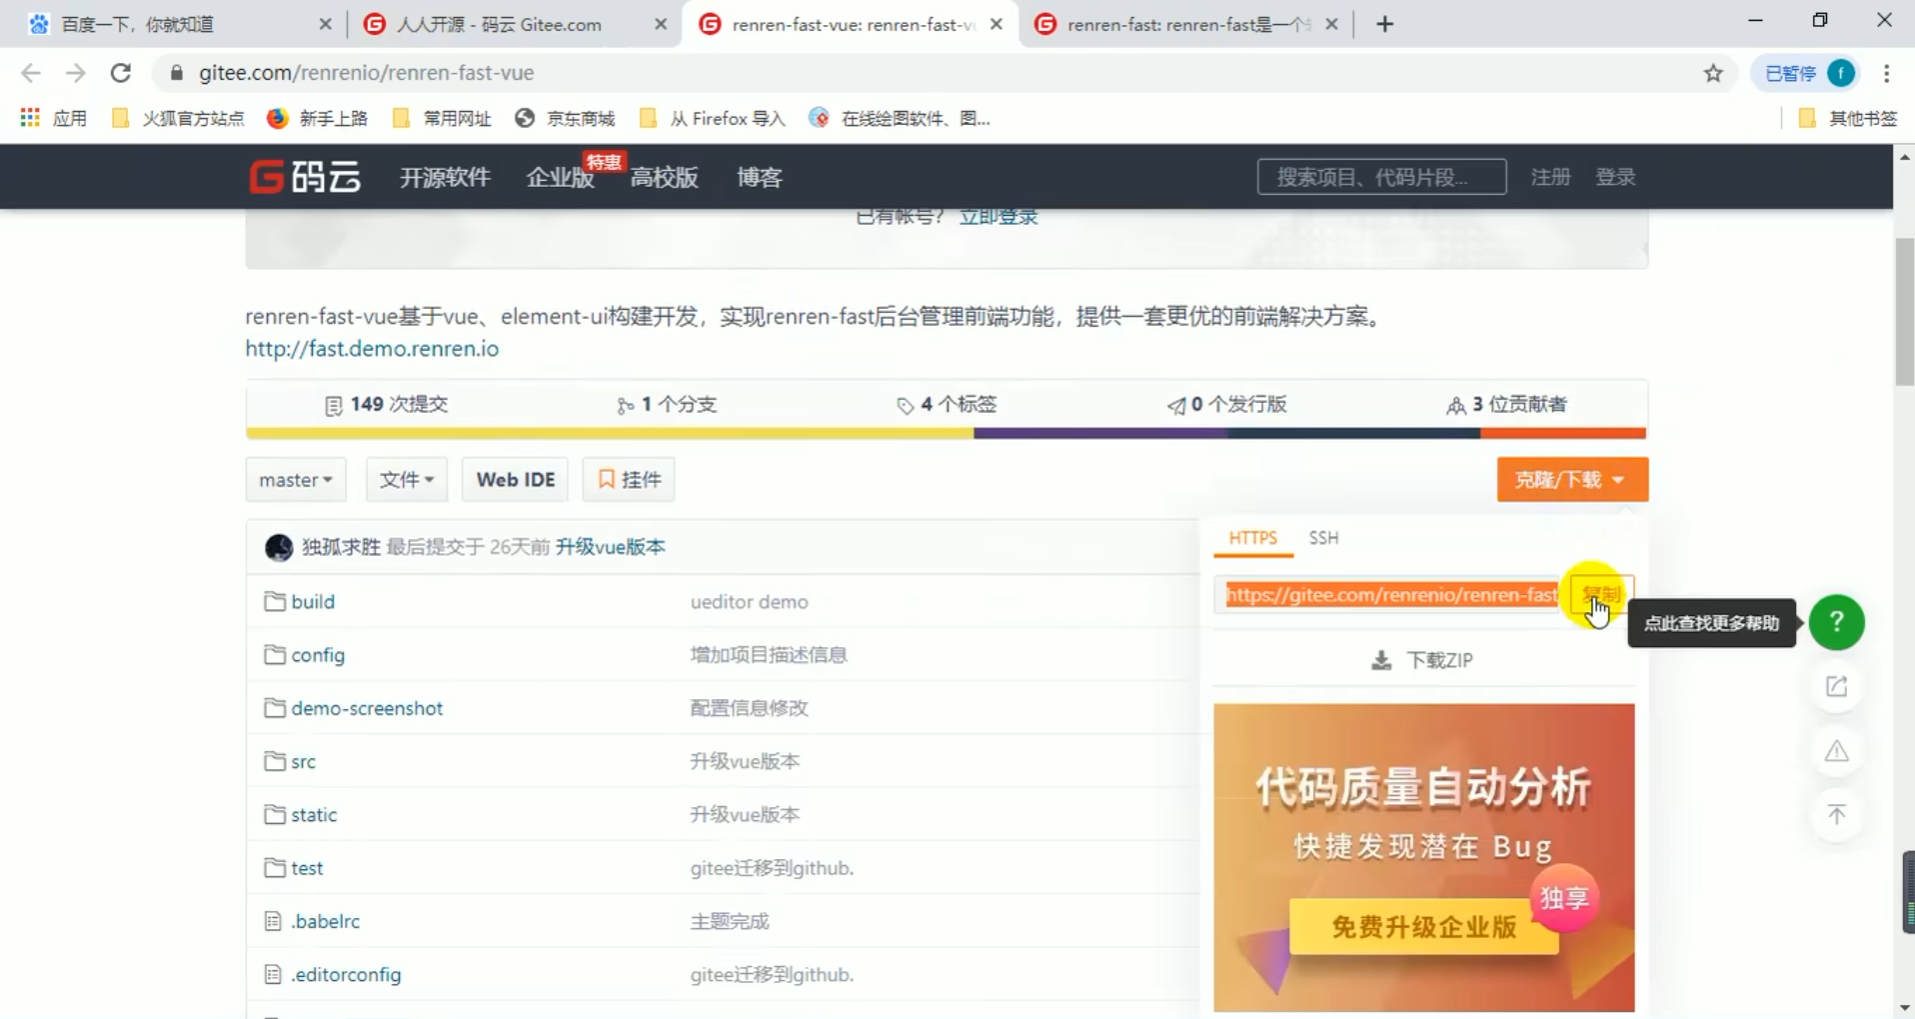 百度一下，你就知道
人人开源 - 码云 Gitee.com
renren-fast-vue: renren-fast-vu
renren-fast: renren-fast是一个
gitee.com/renrenio/renren-fast-vue
已暂停
f
应用
火狐官方站点
新手上路
常用网址
京东商城
从 Firefox 导入
在线绘图软件、图...
其他书签
G 码云
开源软件
企业版
特惠
高校版
博客
搜索项目、代码片段...
注册
登录
已有帐号？ 立即登录
renren-fast-vue基于vue、element-ui构建开发，实现renren-fast后台管理前端功能，提供一套更优的前端解决方案。
http://fast.demo.renren.io
149 次提交
1 个分支
4 个标签
0 个发行版
3 位贡献者
master
文件
Web IDE
挂件
克隆/下载
独孤求胜 最后提交于 26天前 升级vue版本
HTTPS
SSH
https://gitee.com/renrenio/renren-fast
复制
点此查找更多帮助
?
下载ZIP
build
ueditor demo
config
增加项目描述信息
demo-screenshot
配置信息修改
src
升级vue版本
static
升级vue版本
test
gitee迁移到github.
.babelrc
主题完成
.editorconfig
gitee迁移到github.
代码质量自动分析
快捷发现潜在 Bug
独享
免费升级企业版